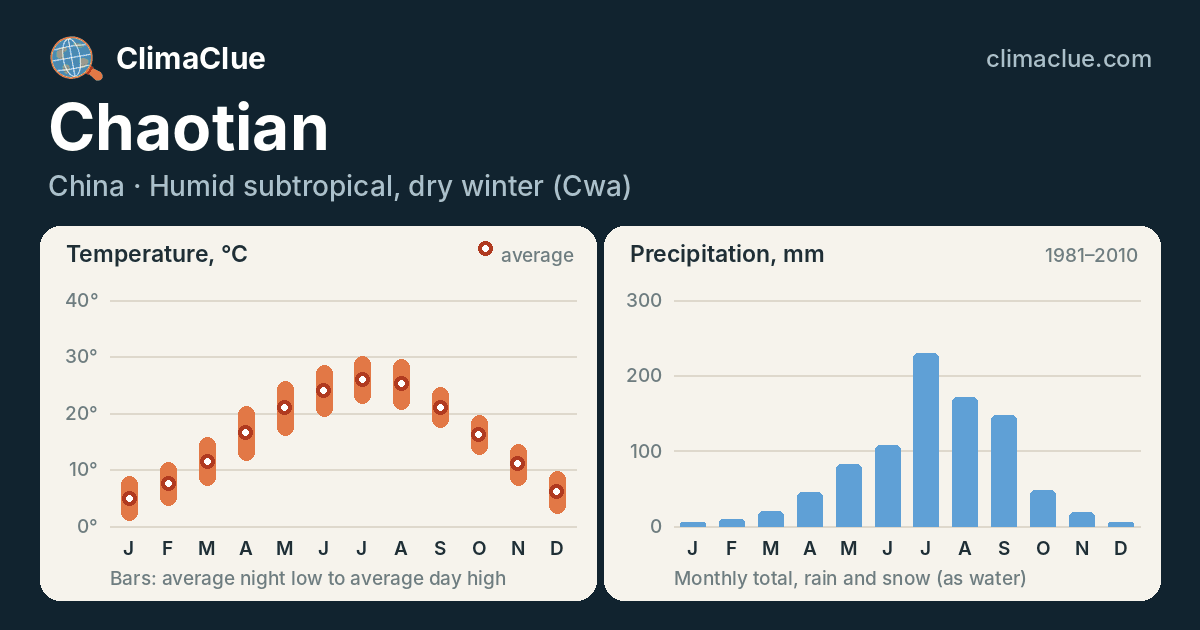 ClimaClue
climaclue.com
Chaotian
China · Humid subtropical, dry winter (Cwa)
Temperature, °C
average
40°
30°
20°
10°
0°
J F M A M J J A S O N D
Bars: average night low to average day high
Precipitation, mm
1981–2010
300
200
100
0
J F M A M J J A S O N D
Monthly total, rain and snow (as water)